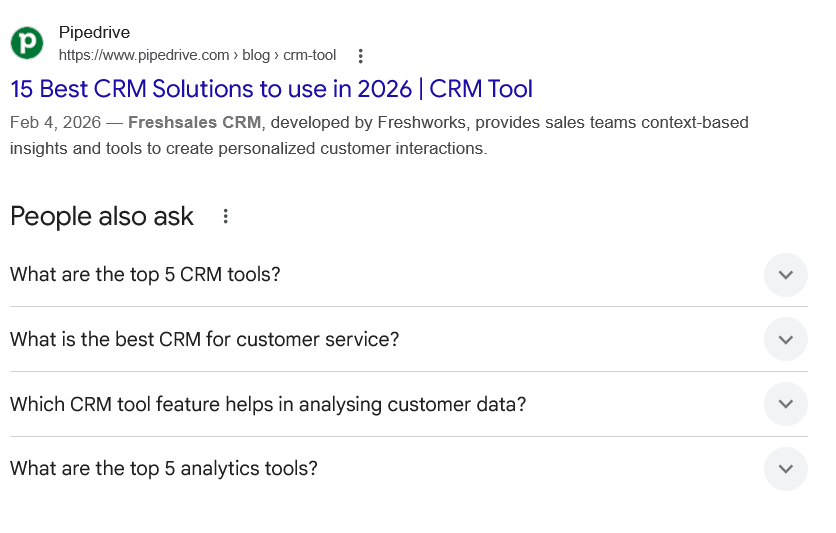 Pipedrive
https://www.pipedrive.com › blog › crm-tool
15 Best CRM Solutions to use in 2026 | CRM Tool
Feb 4, 2026 — Freshsales CRM, developed by Freshworks, provides sales teams context-based
insights and tools to create personalized customer interactions.
People also ask
What are the top 5 CRM tools?
What is the best CRM for customer service?
Which CRM tool feature helps in analysing customer data?
What are the top 5 analytics tools?